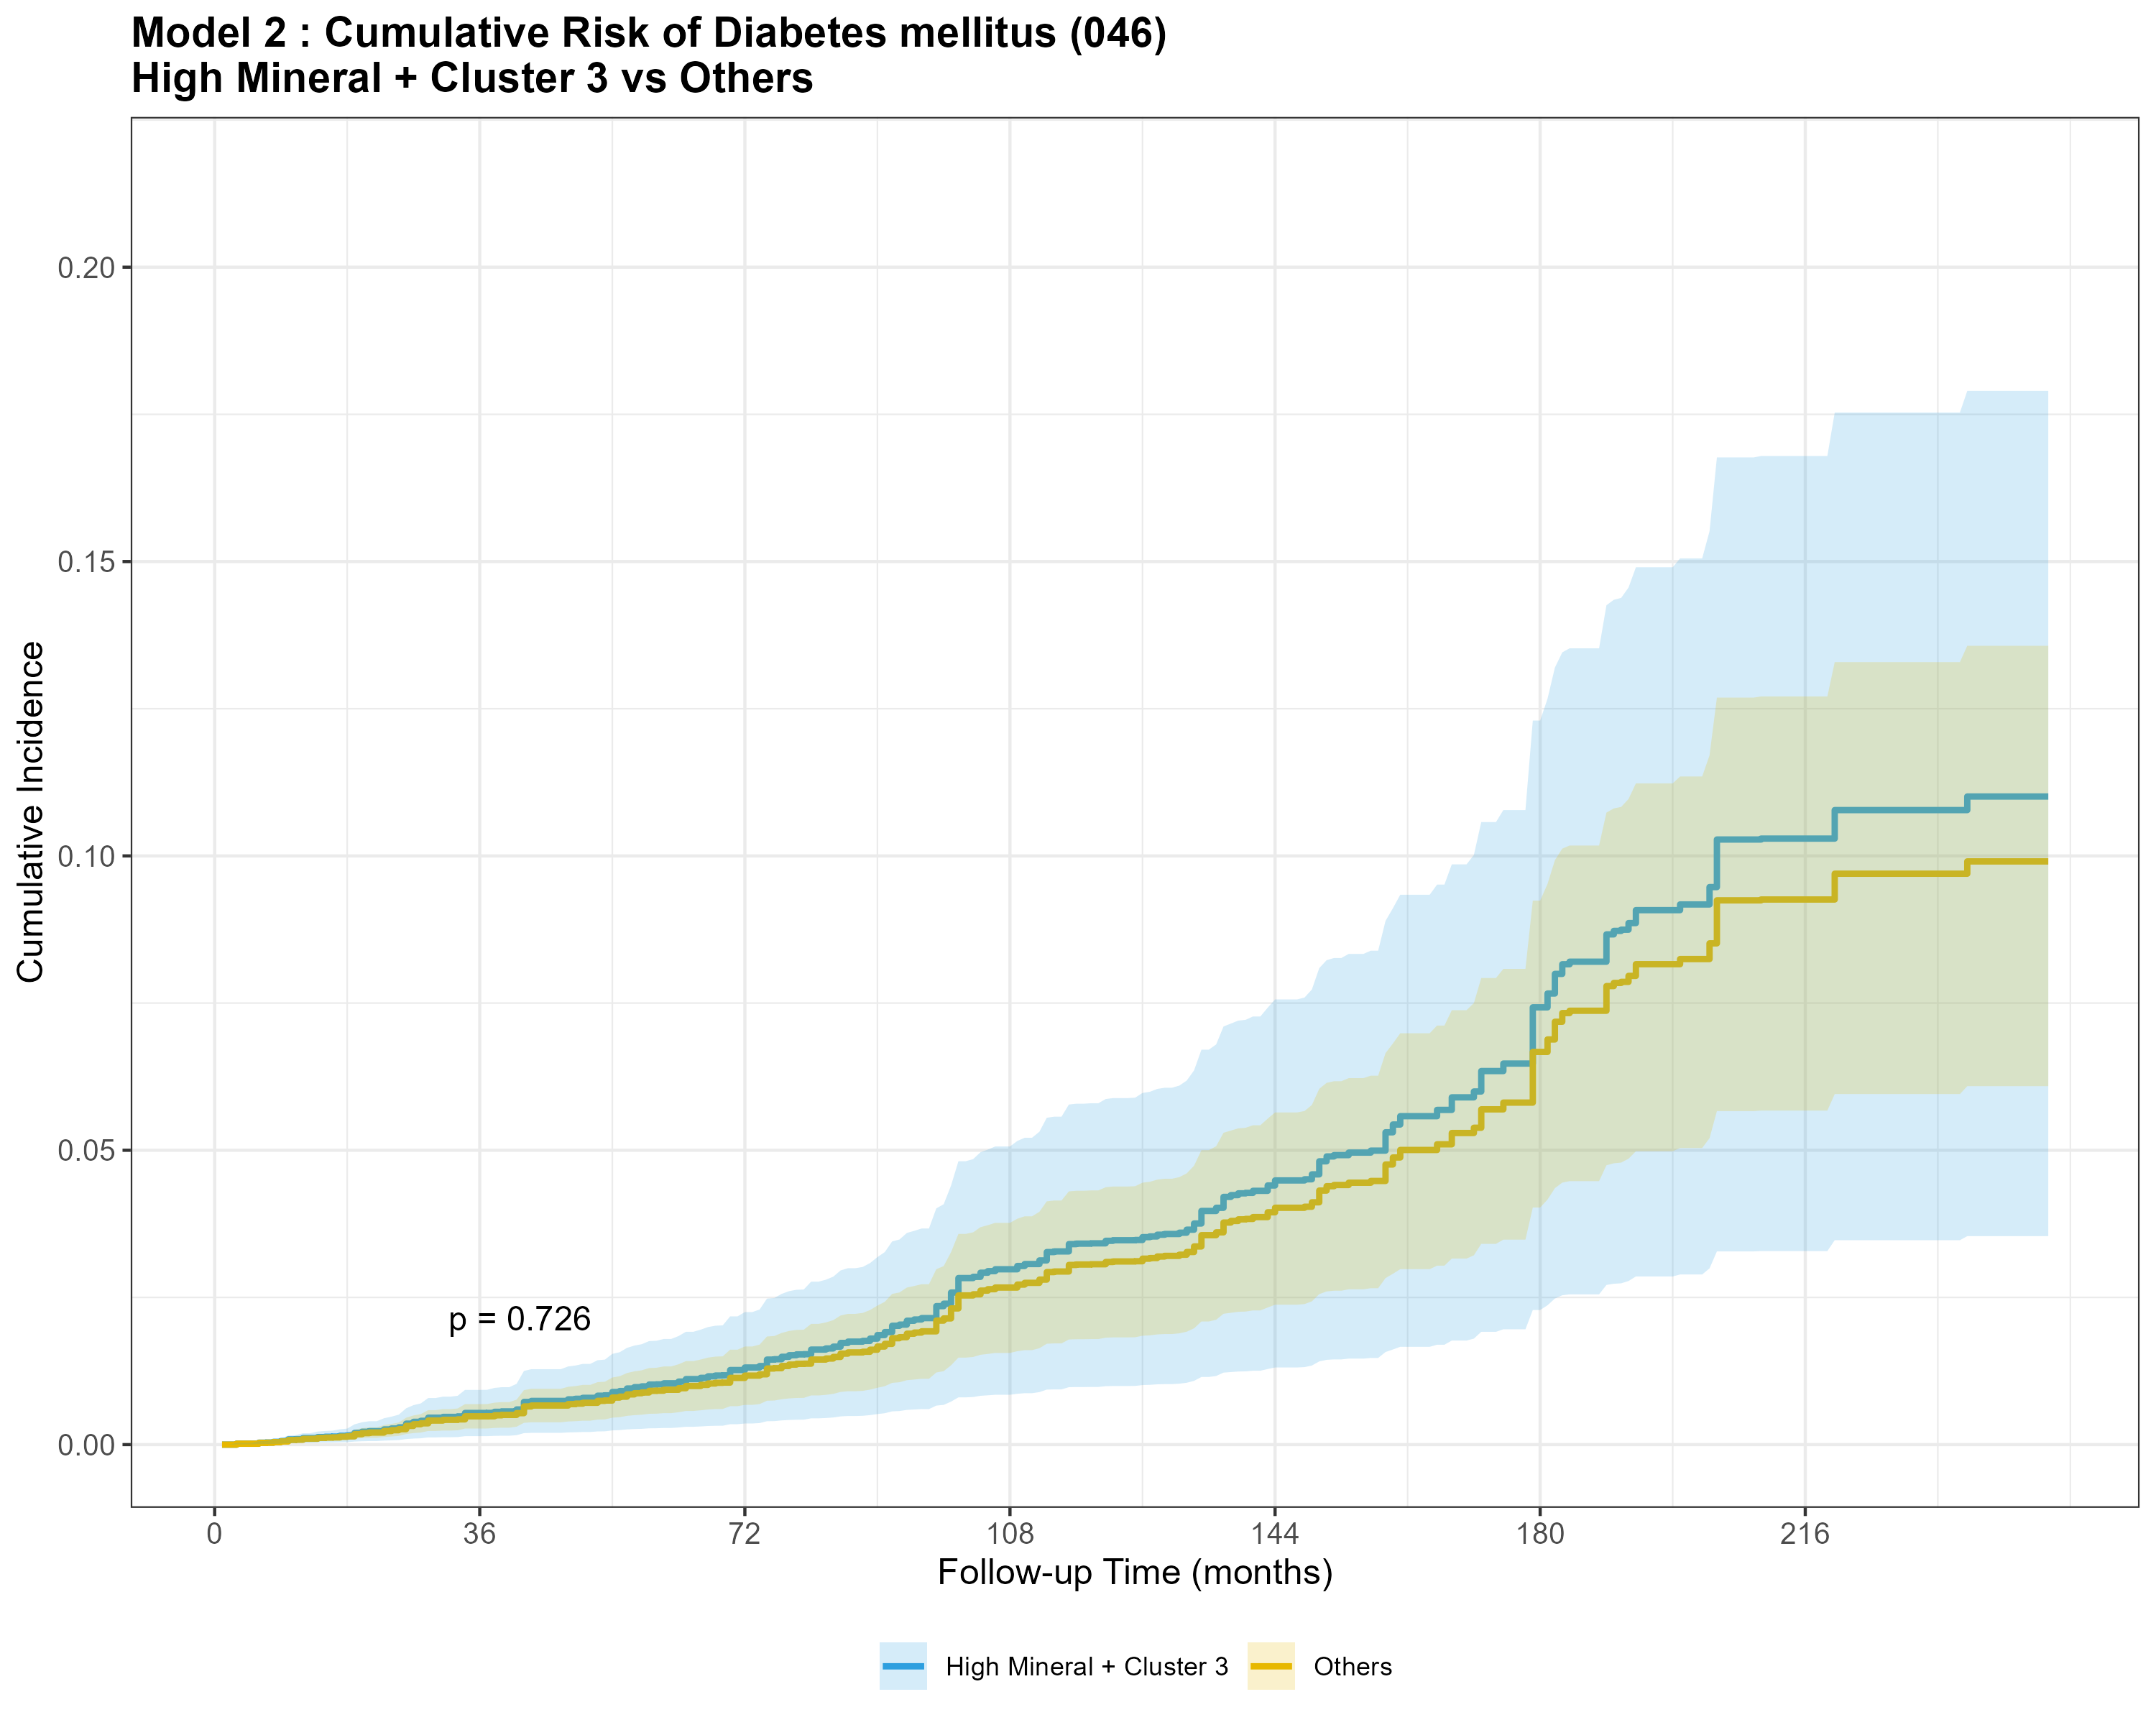 Model 2 : Cumulative Risk of Diabetes mellitus (046)
High Mineral + Cluster 3 vs Others
Cumulative Incidence
0.20
0.15
0.10
0.05
0.00
p = 0.726
0 36 72 108 144 180 216
Follow-up Time (months)
High Mineral + Cluster 3 Others